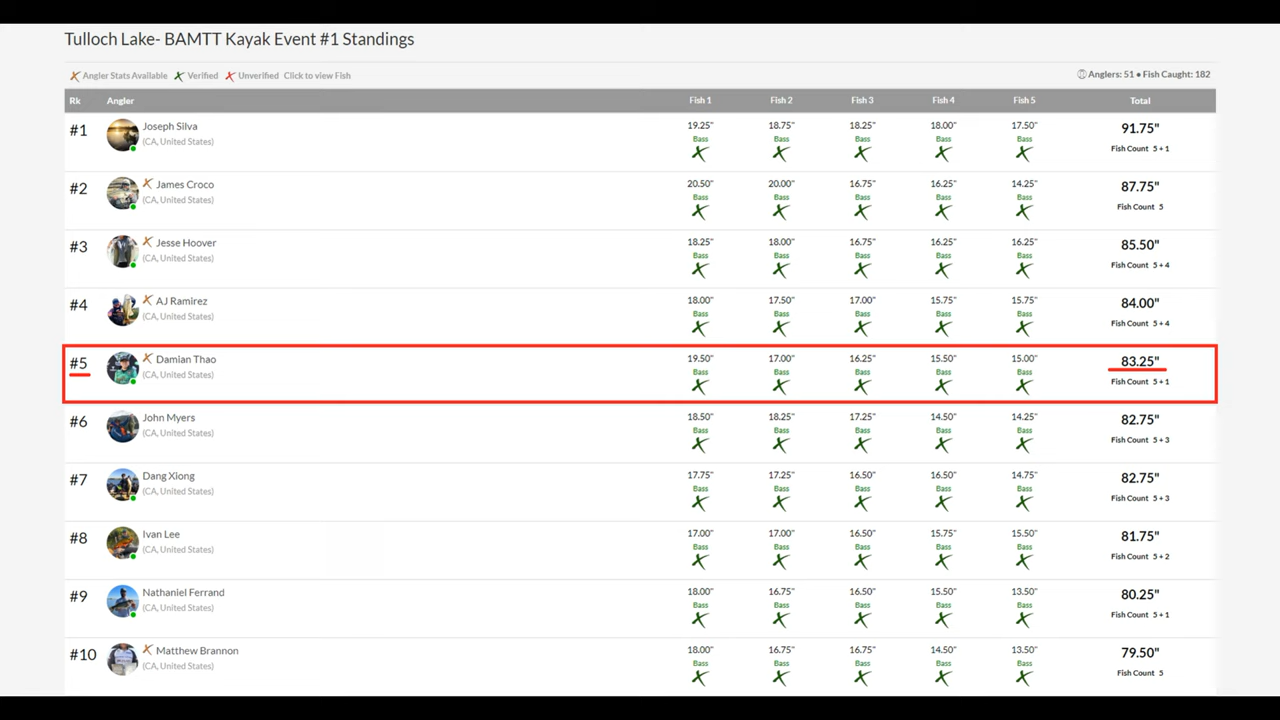 Tulloch Lake- BAMTT Kayak Event #1 Standings
Angler Stats Available Verified Unverified Click to view Fish Anglers: 51 • Fish Caught: 182
Rk Angler Fish 1 Fish 2 Fish 3 Fish 4 Fish 5 Total
#1 Joseph Silva 19.25" 18.75" 18.25" 18.00" 17.50" 91.75"
(CA, United States) Bass Bass Bass Bass Bass Fish Count 5 + 1
#2 James Croco 20.50" 20.00" 16.75" 16.25" 14.25" 87.75"
(CA, United States) Bass Bass Bass Bass Bass Fish Count 5
#3 Jesse Hoover 18.25" 18.00" 16.75" 16.25" 16.25" 85.50"
(CA, United States) Bass Bass Bass Bass Bass Fish Count 5 + 4
#4 AJ Ramirez 18.00" 17.50" 17.00" 15.75" 15.75" 84.00"
(CA, United States) Bass Bass Bass Bass Bass Fish Count 5 + 4
#5 Damian Thao 19.50" 17.00" 16.25" 15.50" 15.00" 83.25"
(CA, United States) Bass Bass Bass Bass Bass Fish Count 5 + 1
#6 John Myers 18.50" 18.25" 17.25" 14.50" 14.25" 82.75"
(CA, United States) Bass Bass Bass Bass Bass Fish Count 5 + 3
#7 Dang Xiong 17.75" 17.25" 16.50" 16.50" 14.75" 82.75"
(CA, United States) Bass Bass Bass Bass Bass Fish Count 5 + 3
#8 Ivan Lee 17.00" 17.00" 16.50" 15.75" 15.50" 81.75"
(CA, United States) Bass Bass Bass Bass Bass Fish Count 5 + 2
#9 Nathaniel Ferrand 18.00" 16.75" 16.50" 15.50" 13.50" 80.25"
(CA, United States) Bass Bass Bass Bass Bass Fish Count 5 + 1
#10 Matthew Brannon 18.00" 16.75" 16.75" 14.50" 13.50" 79.50"
(CA, United States) Bass Bass Bass Bass Bass Fish Count 5